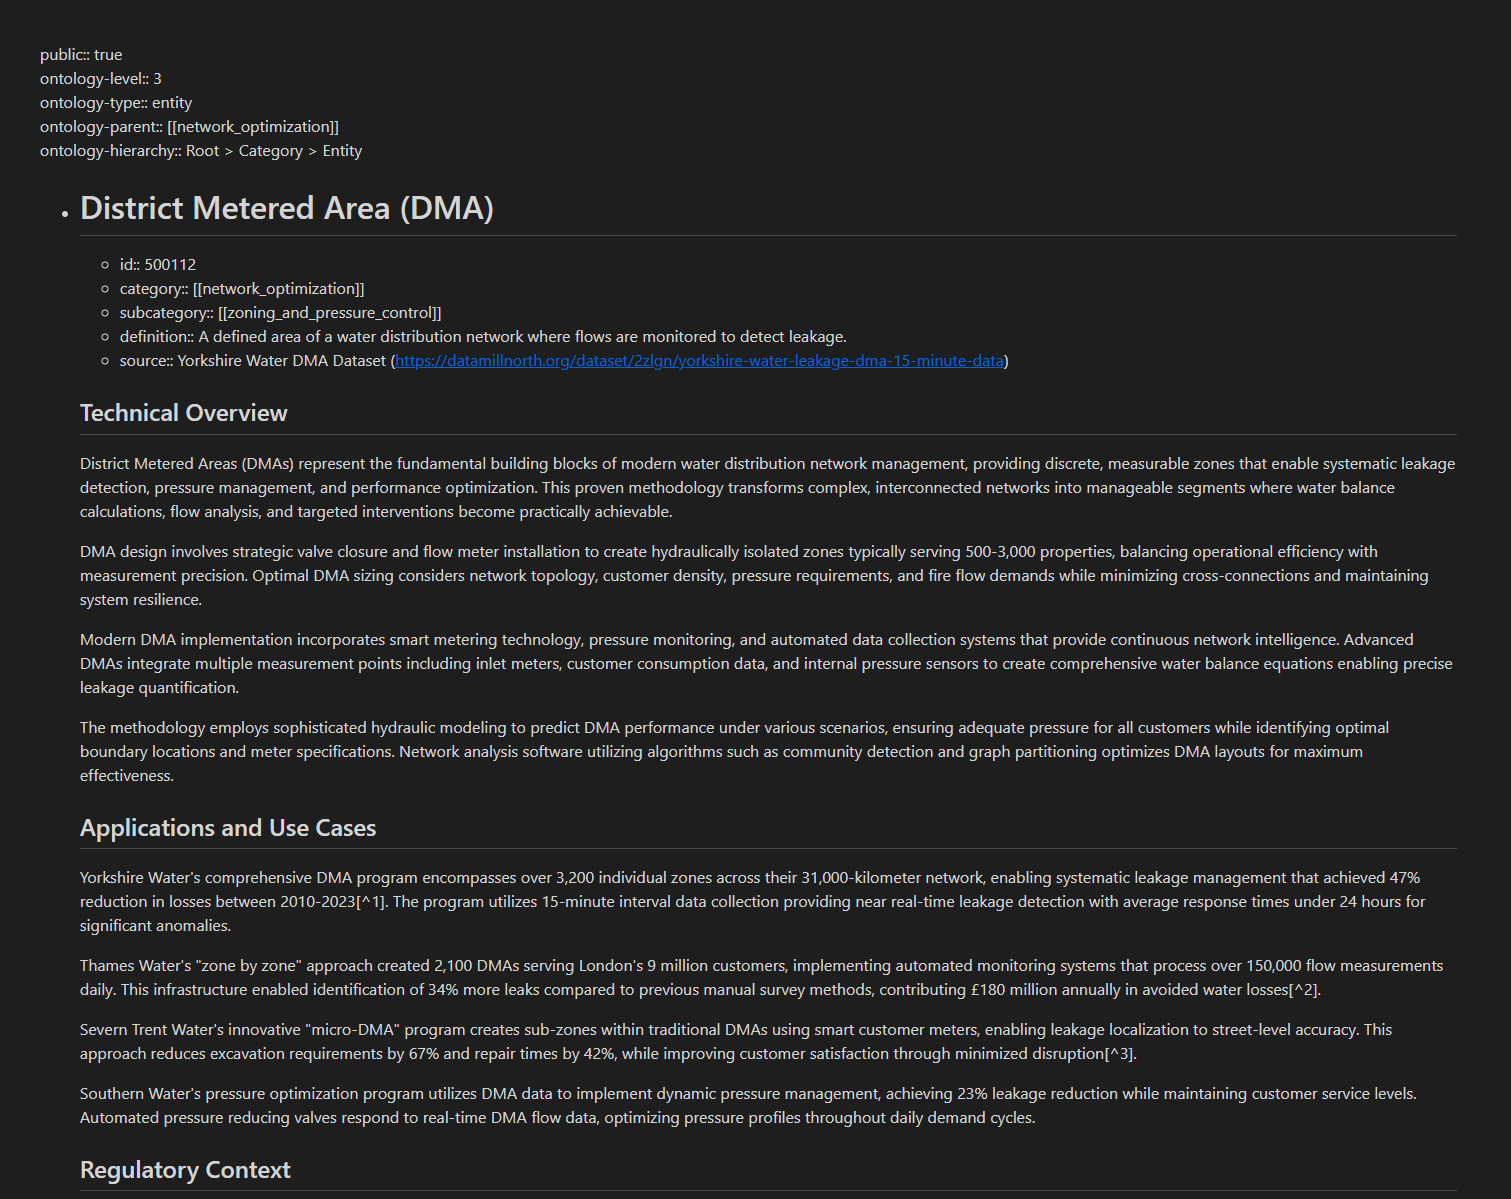 public:: true
ontology-level:: 3
ontology-type:: entity
ontology-parent:: [[network_optimization]]
ontology-hierarchy:: Root > Category > Entity
District Metered Area (DMA)
id:: 500112
category:: [[network_optimization]]
subcategory:: [[zoning_and_pressure_control]]
definition:: A defined area of a water distribution network where flows are monitored to detect leakage.
source:: Yorkshire Water DMA Dataset (https://datamillnorth.org/dataset/2zlgn/yorkshire-water-leakage-dma-15-minute-data)
Technical Overview
District Metered Areas (DMAs) represent the fundamental building blocks of modern water distribution network management, providing discrete, measurable zones that enable systematic leakage
detection, pressure management, and performance optimization. This proven methodology transforms complex, interconnected networks into manageable segments where water balance
calculations, flow analysis, and targeted interventions become practically achievable.
DMA design involves strategic valve closure and flow meter installation to create hydraulically isolated zones typically serving 500-3,000 properties, balancing operational efficiency with
measurement precision. Optimal DMA sizing considers network topology, customer density, pressure requirements, and fire flow demands while minimizing cross-connections and maintaining
system resilience.
Modern DMA implementation incorporates smart metering technology, pressure monitoring, and automated data collection systems that provide continuous network intelligence. Advanced
DMAs integrate multiple measurement points including inlet meters, customer consumption data, and internal pressure sensors to create comprehensive water balance equations enabling precise
leakage quantification.
The methodology employs sophisticated hydraulic modeling to predict DMA performance under various scenarios, ensuring adequate pressure for all customers while identifying optimal
boundary locations and meter specifications. Network analysis software utilizing algorithms such as community detection and graph partitioning optimizes DMA layouts for maximum
effectiveness.
Applications and Use Cases
Yorkshire Water's comprehensive DMA program encompasses over 3,200 individual zones across their 31,000-kilometer network, enabling systematic leakage management that achieved 47%
reduction in losses between 2010-2023[^1]. The program utilizes 15-minute interval data collection providing near real-time leakage detection with average response times under 24 hours for
significant anomalies.
Thames Water's "zone by zone" approach created 2,100 DMAs serving London's 9 million customers, implementing automated monitoring systems that process over 150,000 flow measurements
daily. This infrastructure enabled identification of 34% more leaks compared to previous manual survey methods, contributing £180 million annually in avoided water losses[^2].
Severn Trent Water's innovative "micro-DMA" program creates sub-zones within traditional DMAs using smart customer meters, enabling leakage localization to street-level accuracy. This
approach reduces excavation requirements by 67% and repair times by 42%, while improving customer satisfaction through minimized disruption[^3].
Southern Water's pressure optimization program utilizes DMA data to implement dynamic pressure management, achieving 23% leakage reduction while maintaining customer service levels.
Automated pressure reducing valves respond to real-time DMA flow data, optimizing pressure profiles throughout daily demand cycles.
Regulatory Context